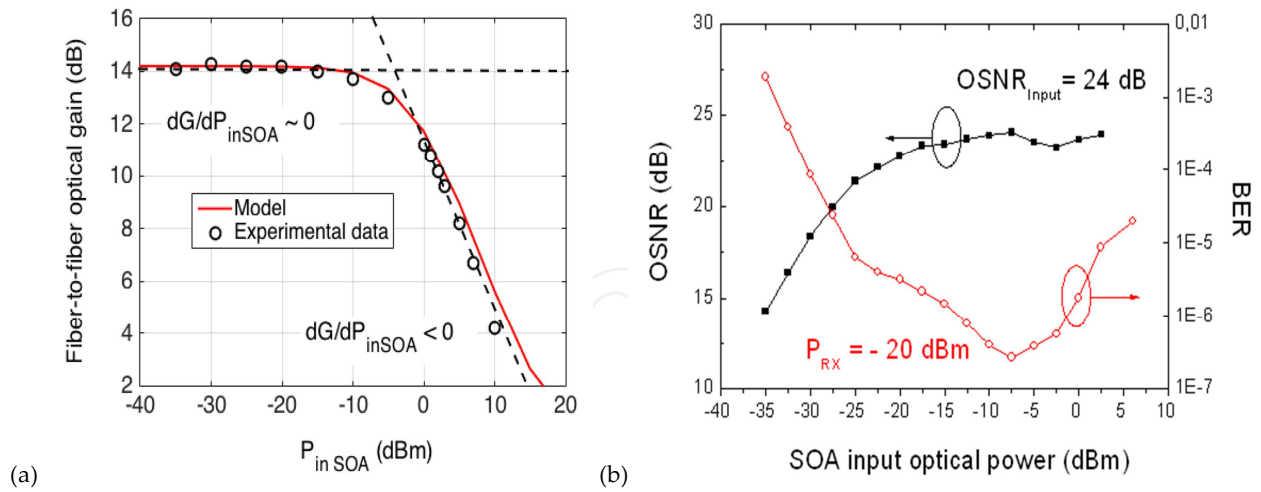 16
14
12
10
8
6
4
2
-40 -30 -20 -10 0 10 20
Fiber-to-fiber optical gain (dB)
dG/dP_inSOA ~ 0
Model
Experimental data
dG/dP_inSOA < 0
P_in SOA (dBm)
(a)
30
25
20
15
10
OSNR (dB)
OSNR_Input = 24 dB
P_RX = - 20 dBm
0,01
1E-3
1E-4
1E-5
1E-6
1E-7
BER
-40 -35 -30 -25 -20 -15 -10 -5 0 5 10
SOA input optical power (dBm)
(b)